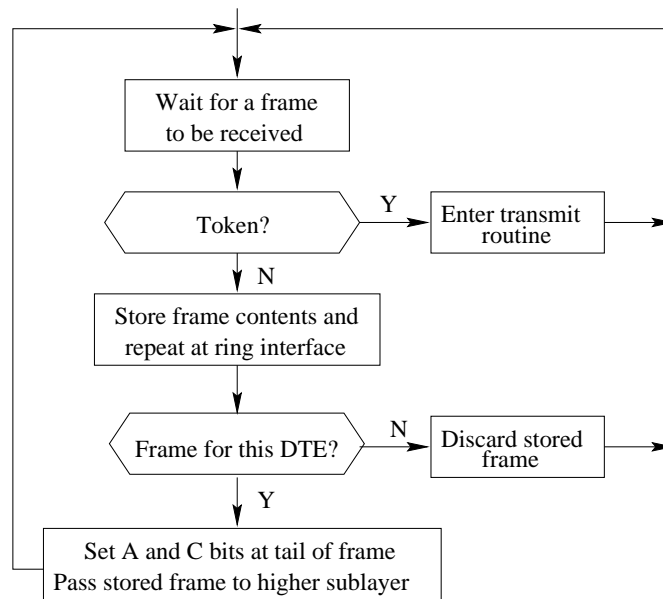 Wait for a frame
to be received
Token?
Y
Enter transmit
routine
N
Store frame contents and
repeat at ring interface
Frame for this DTE?
N
Discard stored
frame
Y
Set A and C bits at tail of frame
Pass stored frame to higher sublayer